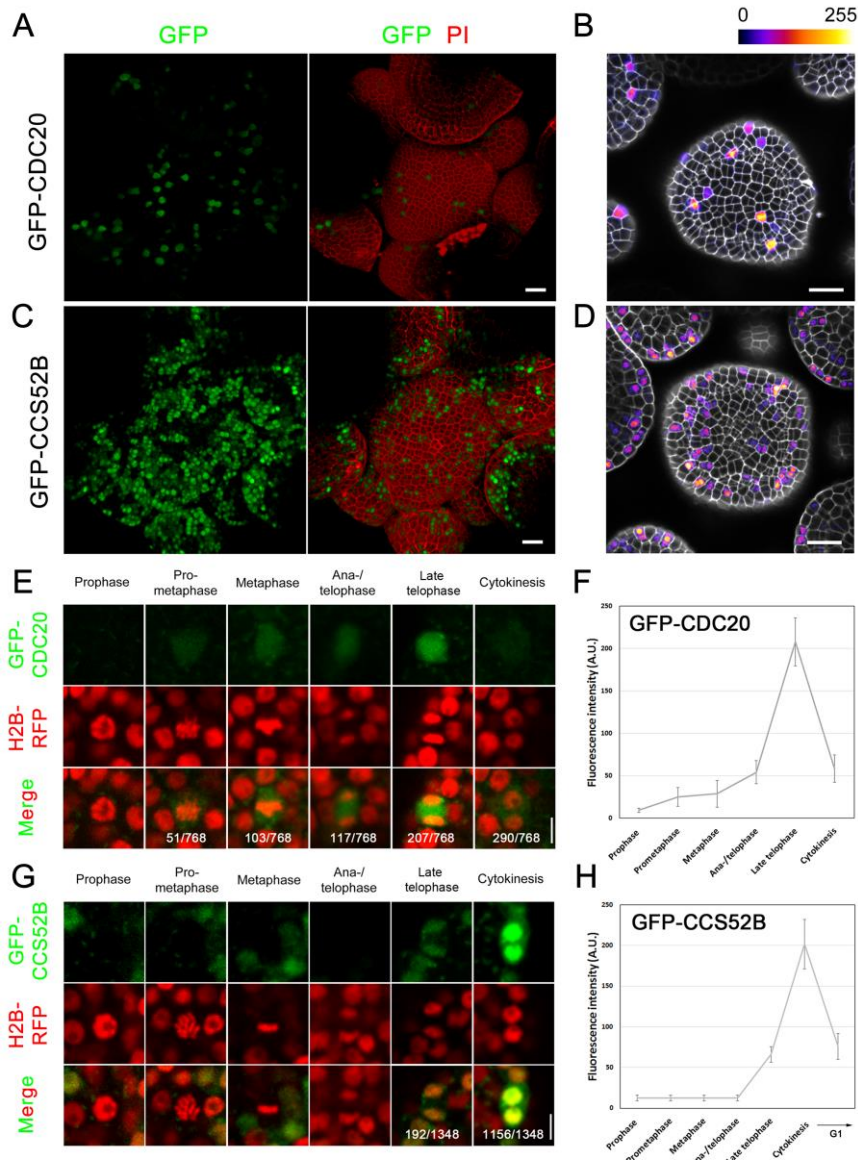 A GFP GFP PI B 0 255
GFP-CDC20
C D
GFP-CCS52B
E Prophase Pro-metaphase Metaphase Ana-/telophase Late telophase Cytokinesis
GFP-CDC20
H2B-RFP
Merge
51/768 103/768 117/768 207/768 290/768
F
GFP-CDC20
Fluorescence intensity (A.U.)
250
200
150
100
50
0
Prophase
Prometaphase
Metaphase
Ana-/telophase
Late telophase
Cytokinesis
G Prophase Pro-metaphase Metaphase Ana-/telophase Late telophase Cytokinesis
GFP-CCS52B
H2B-RFP
Merge
192/1348 1156/1348
H
GFP-CCS52B
Fluorescence intensity (A.U.)
250
200
150
100
50
0
Prophase
Prometaphase
Metaphase
Ana-/telophase
Late telophase
Cytokinesis
G1